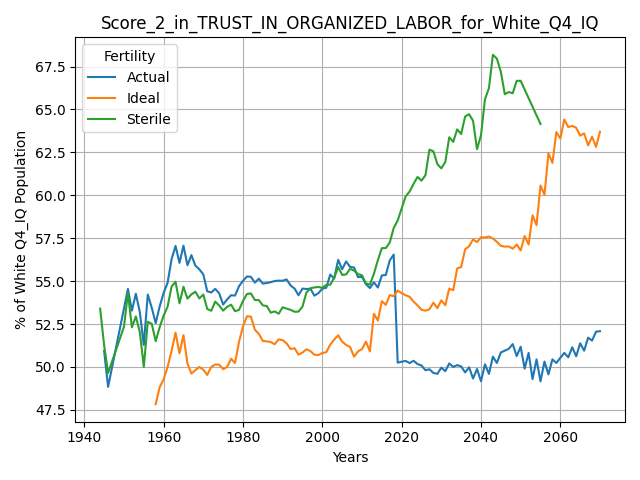 Score_2_in_TRUST_IN_ORGANIZED_LABOR_for_White_Q4_IQ
Fertility
Actual
Ideal
Sterile
% of White Q4_IQ Population
67.5
65.0
62.5
60.0
57.5
55.0
52.5
50.0
47.5
1940 1960 1980 2000 2020 2040 2060
Years